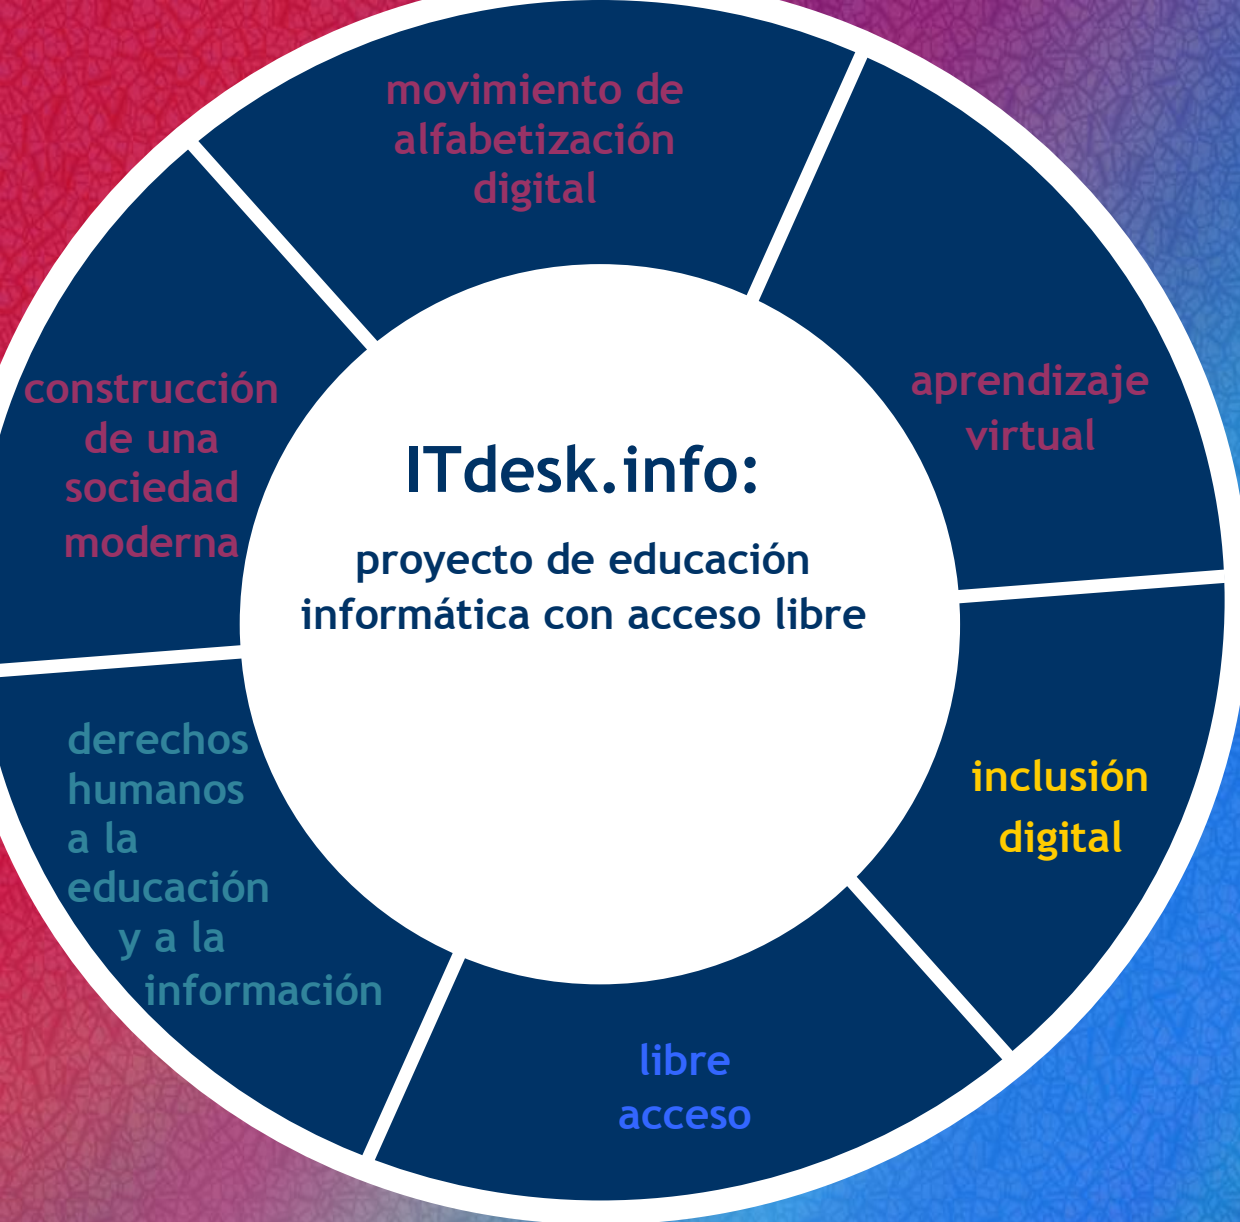 movimiento de
alfabetización
digital
aprendizaje
virtual
construcción
de una
sociedad
moderna
ITdesk.info:
proyecto de educación
informática con acceso libre
derechos
humanos
a la
educación
y a la
información
inclusión
digital
libre
acceso